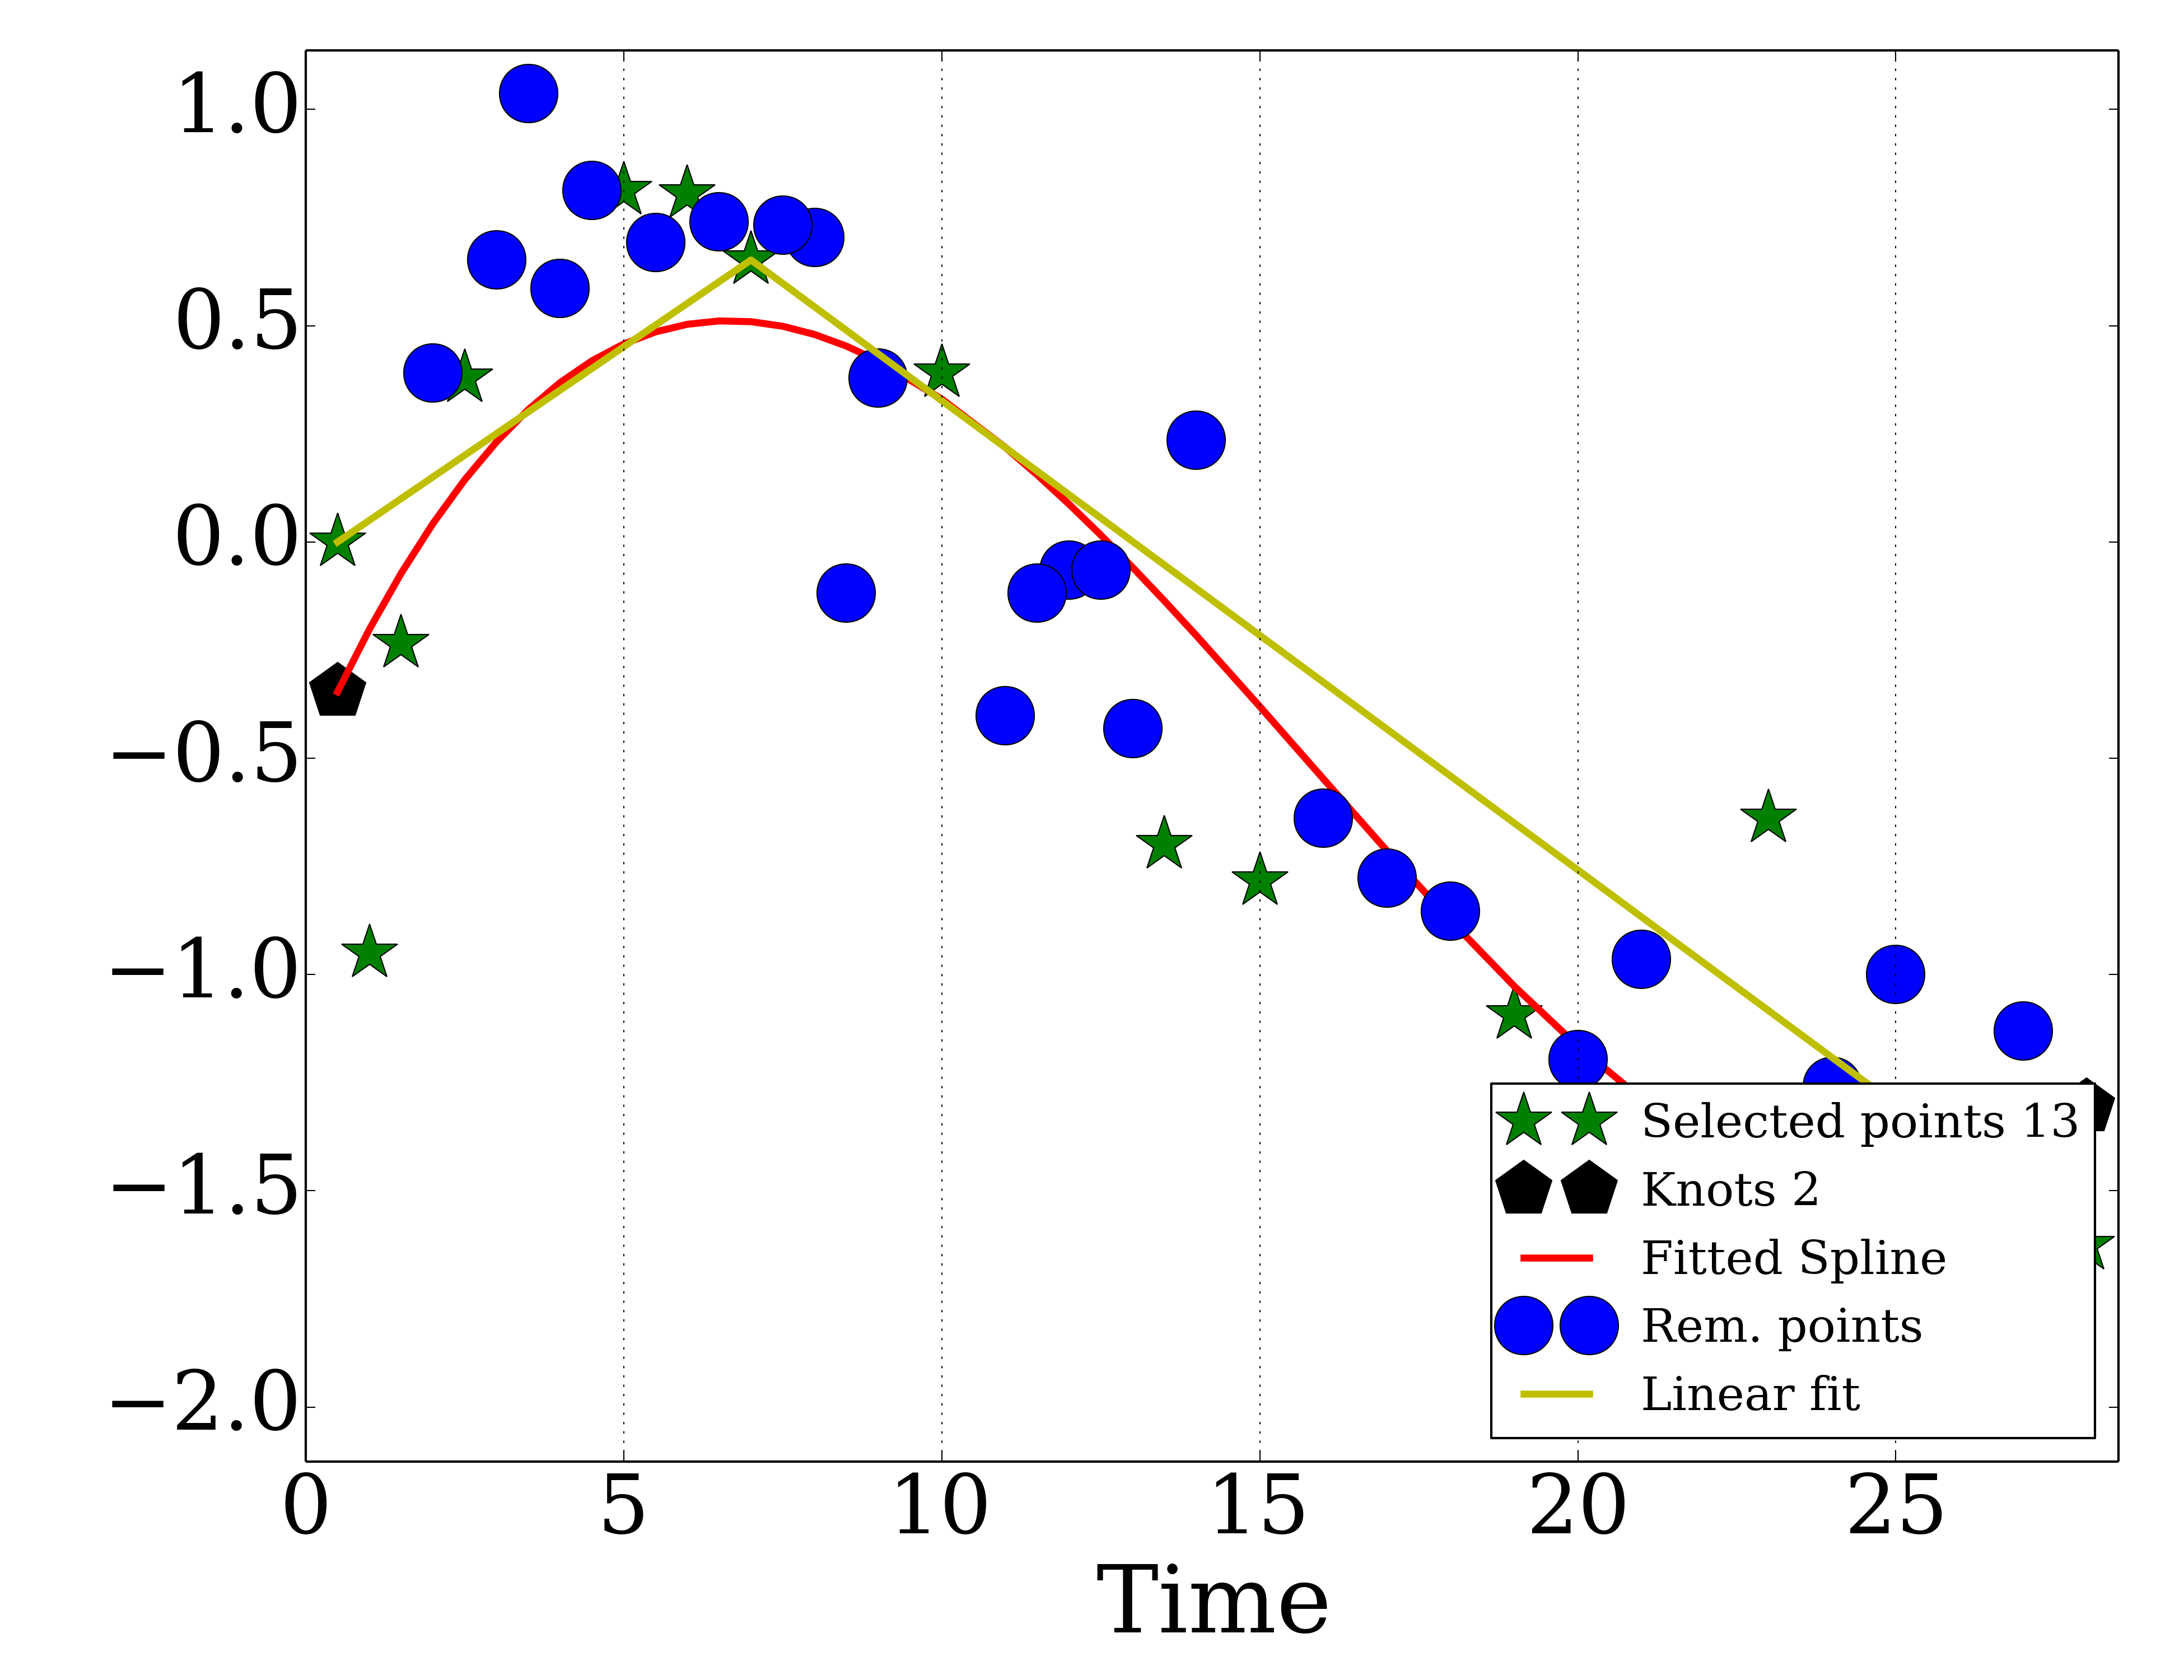 1.0
0.5
0.0
−0.5
−1.0
−1.5
−2.0
Selected points 13
Knots 2
Fitted Spline
Rem. points
Linear fit
0 5 10 15 20 25
Time